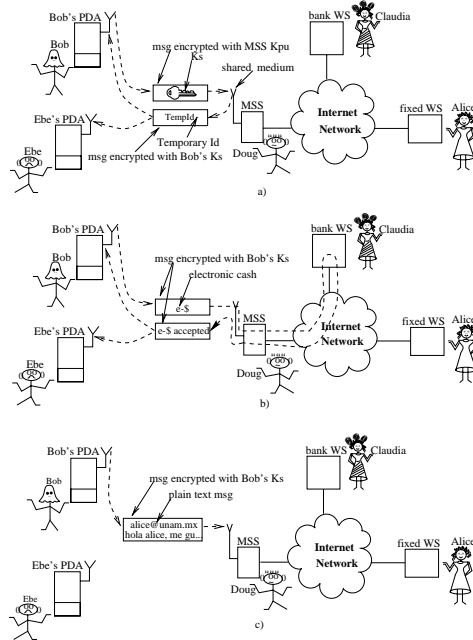 Bob's PDA
bank WS
Claudia
Bob
msg encrypted with MSS Kpu
Ks
shared, medium
Ebe's PDA
TempId
MSS
Internet
Network
fixed WS
Alice
Temporary Id
msg encrypted with Bob's Ks
Ebe
Doug
a)
Bob's PDA
bank WS
Claudia
Bob
msg encrypted with Bob's Ks
electronic cash
e-$
Ebe's PDA
e-$ accepted
MSS
Internet
Network
fixed WS
Alice
Ebe
Doug
b)
Bob's PDA
bank WS
Claudia
Bob
msg encrypted with Bob's Ks
plain text msg
alice@unam.mx
hola alice, me gu...
MSS
Internet
Network
fixed WS
Alice
Ebe's PDA
Ebe
Doug
c)